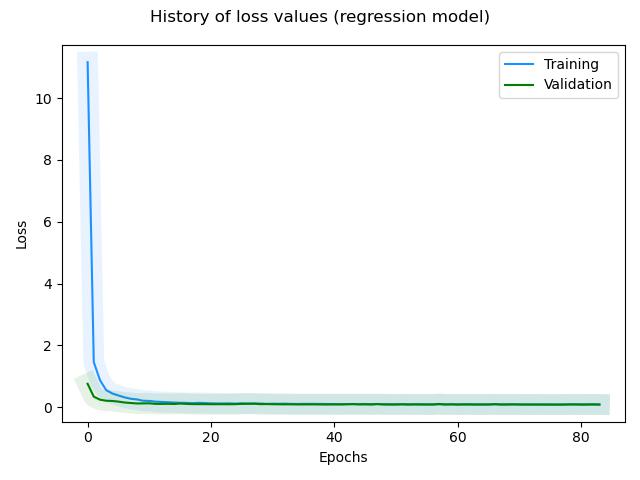 History of loss values (regression model)
Training
Validation
10
8
6
4
2
0
Loss
0 20 40 60 80
Epochs